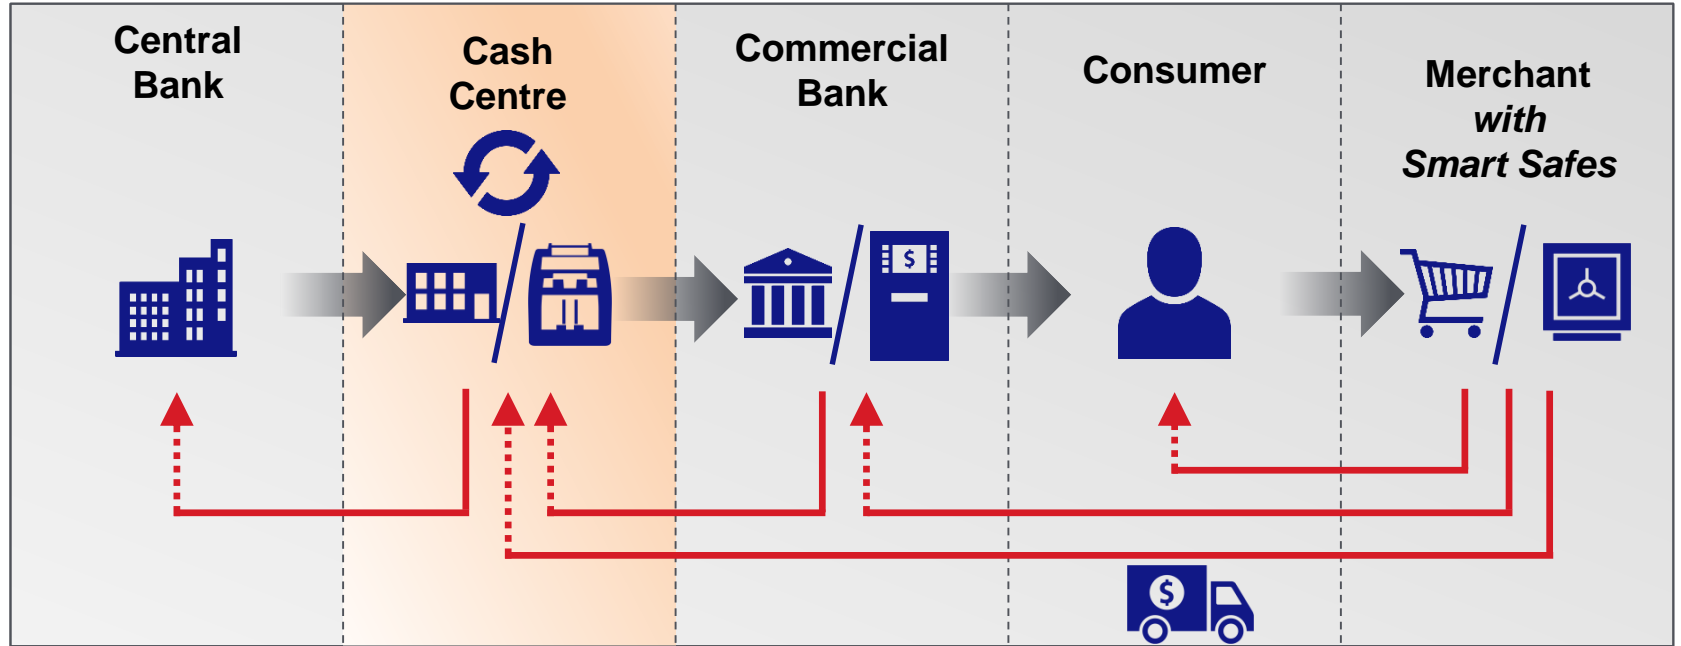 Central
Bank
Cash
Centre
Commercial
Bank
Consumer
Merchant
with
Smart Safes
$
$